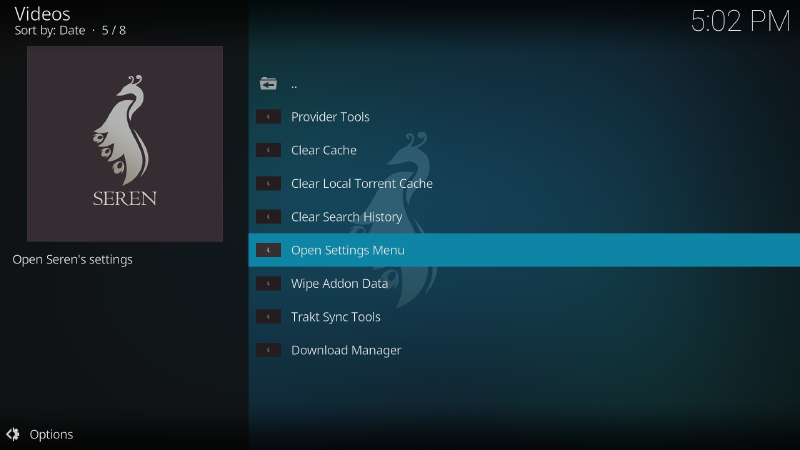 Videos
Sort by: Date · 5 / 8
5:02 PM
SEREN
Open Seren's settings
..
Provider Tools
Clear Cache
Clear Local Torrent Cache
Clear Search History
Open Settings Menu
Wipe Addon Data
Trakt Sync Tools
Download Manager
Options